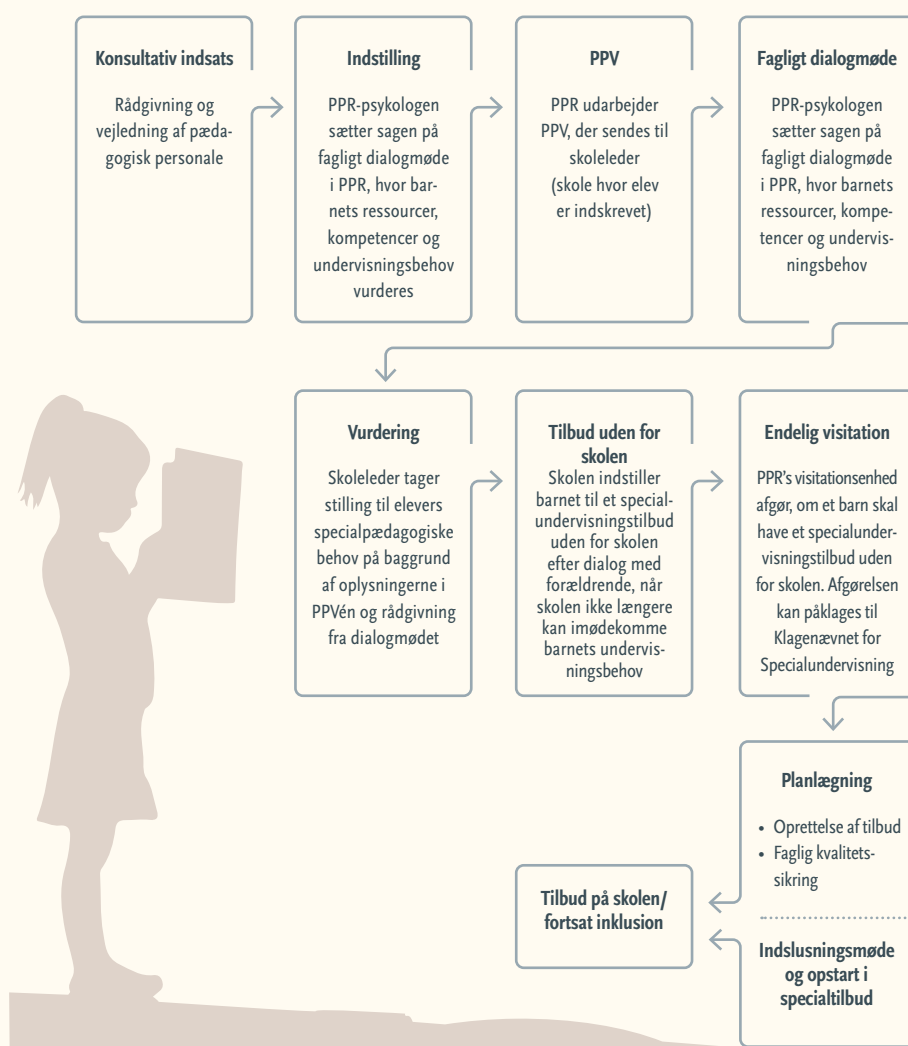 Konsultativ indsats
Rådgivning og
vejledning af pæda-
gogisk personale
Indstilling
PPR-psykologen
sætter sagen på
fagligt dialogmøde
i PPR, hvor bar-
nets ressourcer,
kompetencer og
undervisningsbehov
vurderes
PPV
PPR udarbejder
PPV, der sendes til
skoleleder
(skole hvor elev
er indskrevet)
Fagligt dialogmøde
PPR-psykologen
sætter sagen på
fagligt dialogmøde
i PPR, hvor barnets
ressourcer, kompe-
tencer og undervis-
ningsbehov
Vurdering
Skoleleder tager
stilling til elevers
specialpædagogiske
behov på baggrund
af oplysningerne i
PPVén og rådgivning
fra dialogmødet
Tilbud uden for
skolen
Skolen indstiller
barnet til et special-
undervisningstilbud
uden for skolen
efter dialog med
forældrende, når
skolen ikke længere
kan imødekomme
barnets undervis-
ningsbehov
Endelig visitation
PPR's visitationsenhed
afgør, om et barn skal
have et specialunder-
visningstilbud uden
for skolen. Afgørelsen
kan påklages til
Klagenævnet for
Specialundervisning
Planlægning
• Oprettelse af tilbud
• Faglig kvalitets-
sikring
Tilbud på skolen/
fortsat inklusion
Indslusningsmøde
og opstart i
specialtilbud